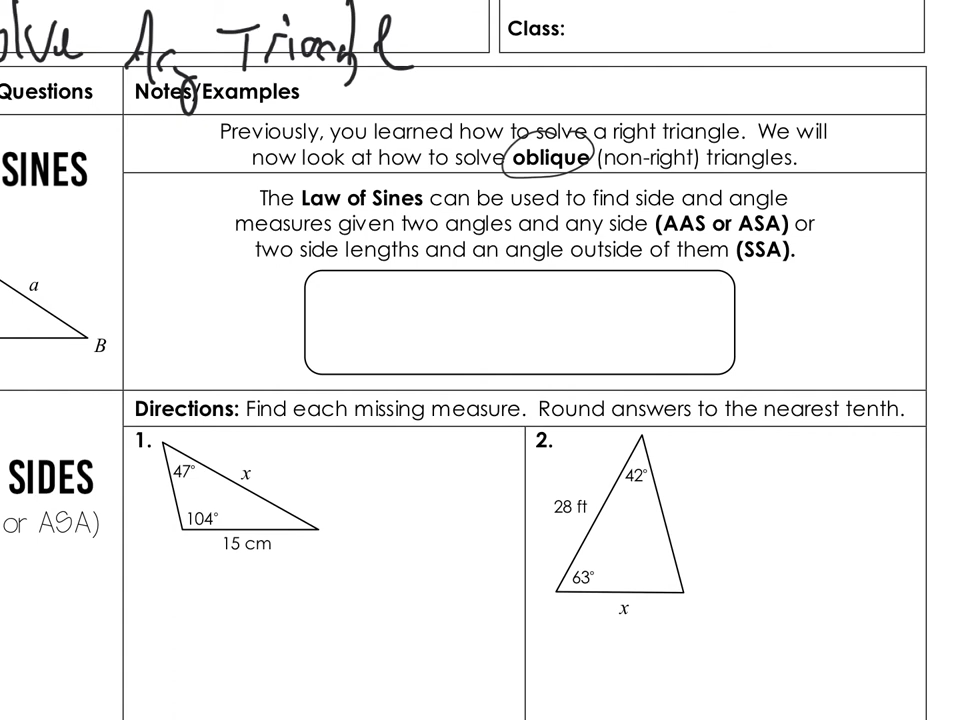 olve Any Triangle
Class:
Questions
Notes/Examples
Previously, you learned how to solve a right triangle. We will
now look at how to solve oblique (non-right) triangles.
SINES
The Law of Sines can be used to find side and angle
measures given two angles and any side (AAS or ASA) or
two side lengths and an angle outside of them (SSA).
a
B
Directions: Find each missing measure. Round answers to the nearest tenth.
SIDES
or ASA)
1.
47°
x
104°
15 cm
2.
42°
28 ft
63°
x